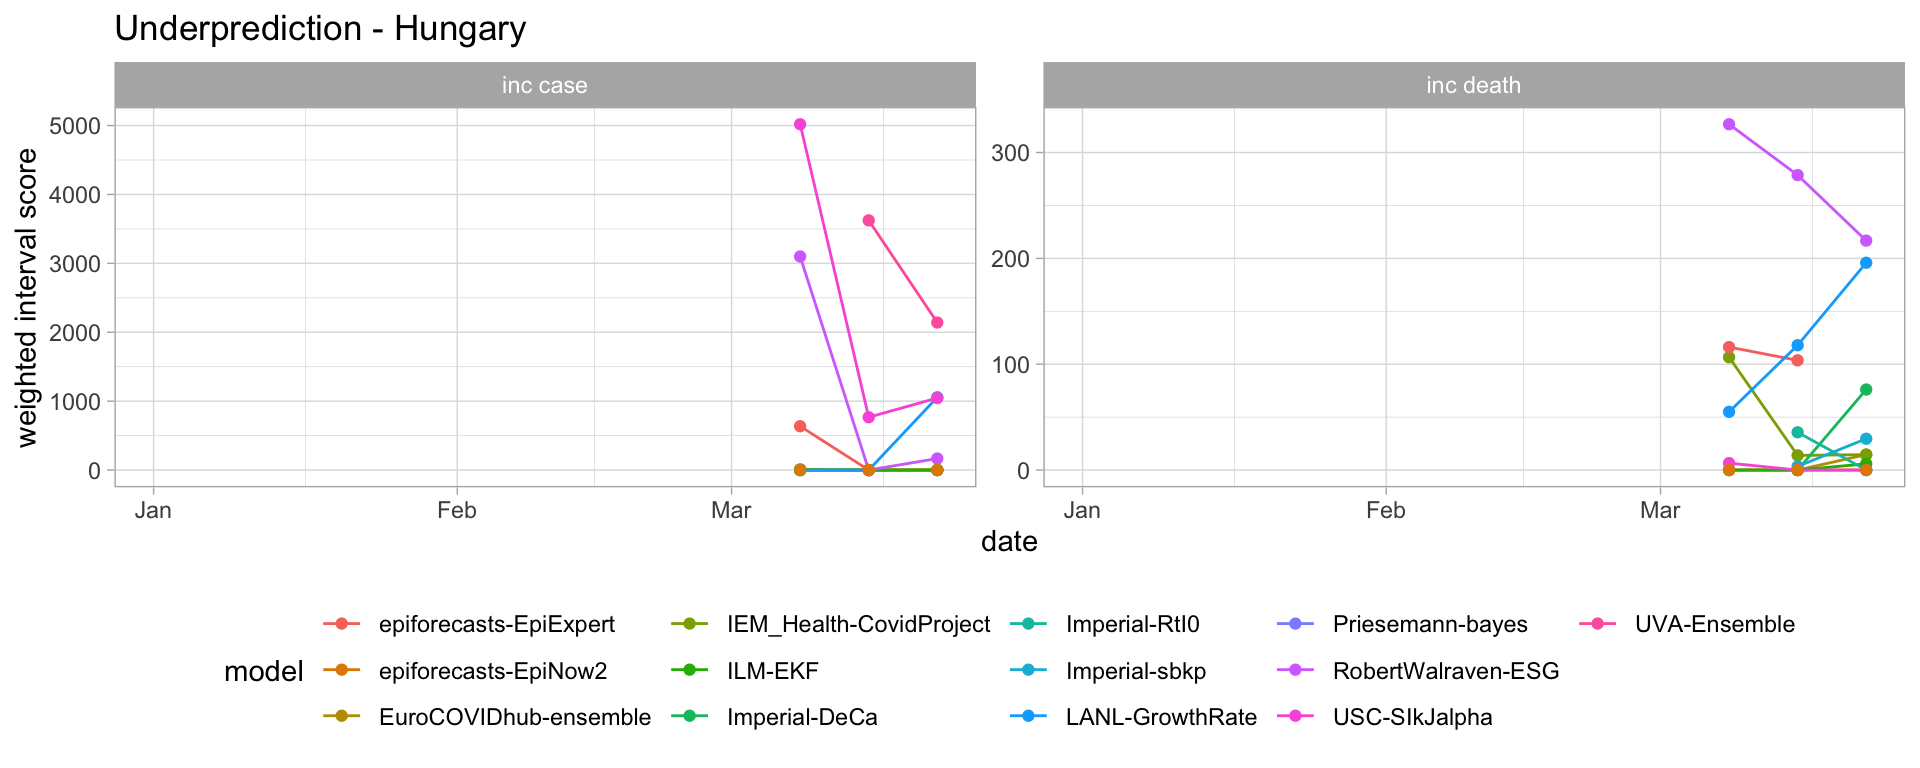 Underprediction - Hungary
inc case
inc death
weighted interval score
5000
4000
3000
2000
1000
0
300
200
100
0
Jan Feb Mar
Jan Feb Mar
date
model
epiforecasts-EpiExpert IEM_Health-CovidProject Imperial-RtI0 Priesemann-bayes UVA-Ensemble
epiforecasts-EpiNow2 ILM-EKF Imperial-sbkp RobertWalraven-ESG
EuroCOVIDhub-ensemble Imperial-DeCa LANL-GrowthRate USC-SIkJalpha